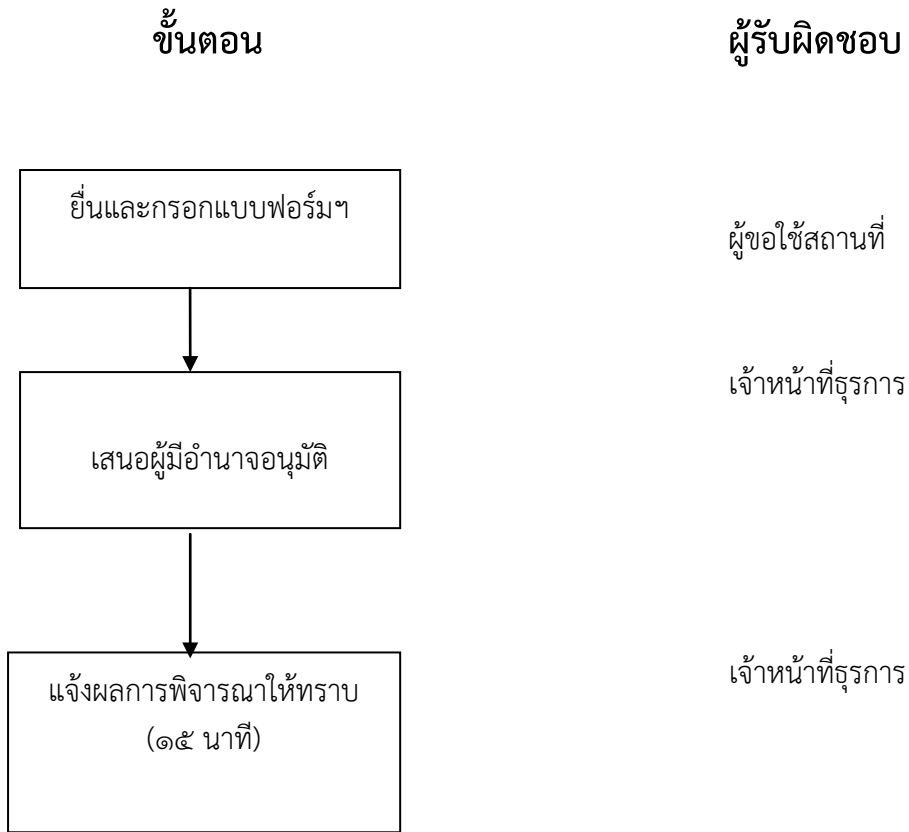 ขั้นตอน ผู้รับผิดชอบ
ยื่นและกรอกแบบฟอร์มฯ
ผู้ขอใช้สถานที่
เจ้าหน้าที่ธุรการ
เสนอผู้มีอำนาจอนุมัติ
เจ้าหน้าที่ธุรการ
แจ้งผลการพิจารณาให้ทราบ
(๑๕ นาที)